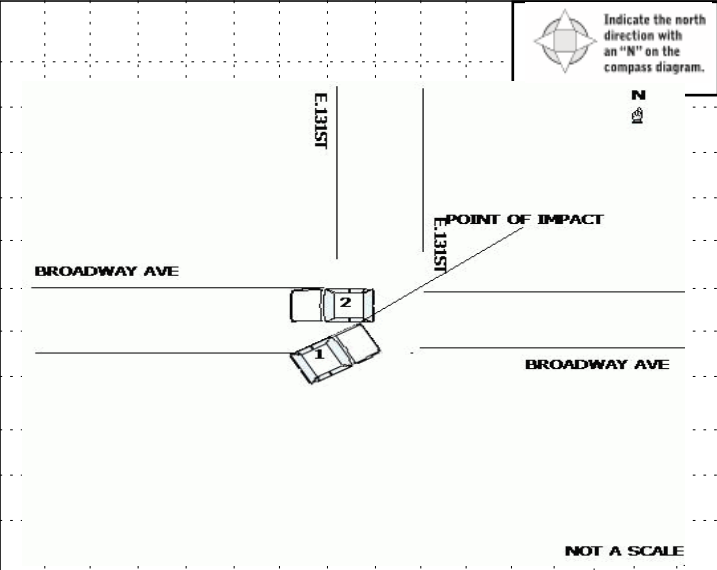 Indicate the north
direction with
an “N” on the
compass diagram.
N
E.131ST
POINT OF IMPACT
E.131ST
BROADWAY AVE
2
1
BROADWAY AVE
NOT A SCALE